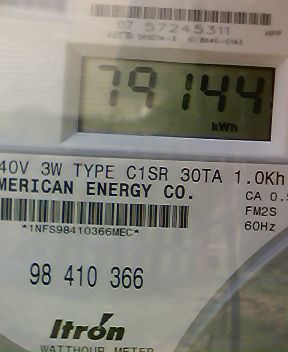 07 57245311
79144
kWh
40V 3W TYPE C1SR 30TA 1.0Kh
MERICAN ENERGY CO.
CA 0.5
FM2S
60Hz
*1NFS98410366MEC*
98 410 366
Itrón
WATTHOUR METER